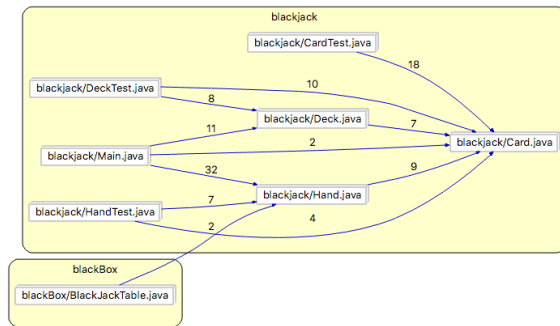 blackjack
blackjack/CardTest.java
18
blackjack/DeckTest.java
10
8
blackjack/Deck.java
7
11
blackjack/Card.java
2
blackjack/Main.java
9
32
blackjack/Hand.java
7
blackjack/HandTest.java
4
2
blackBox
blackBox/BlackJackTable.java